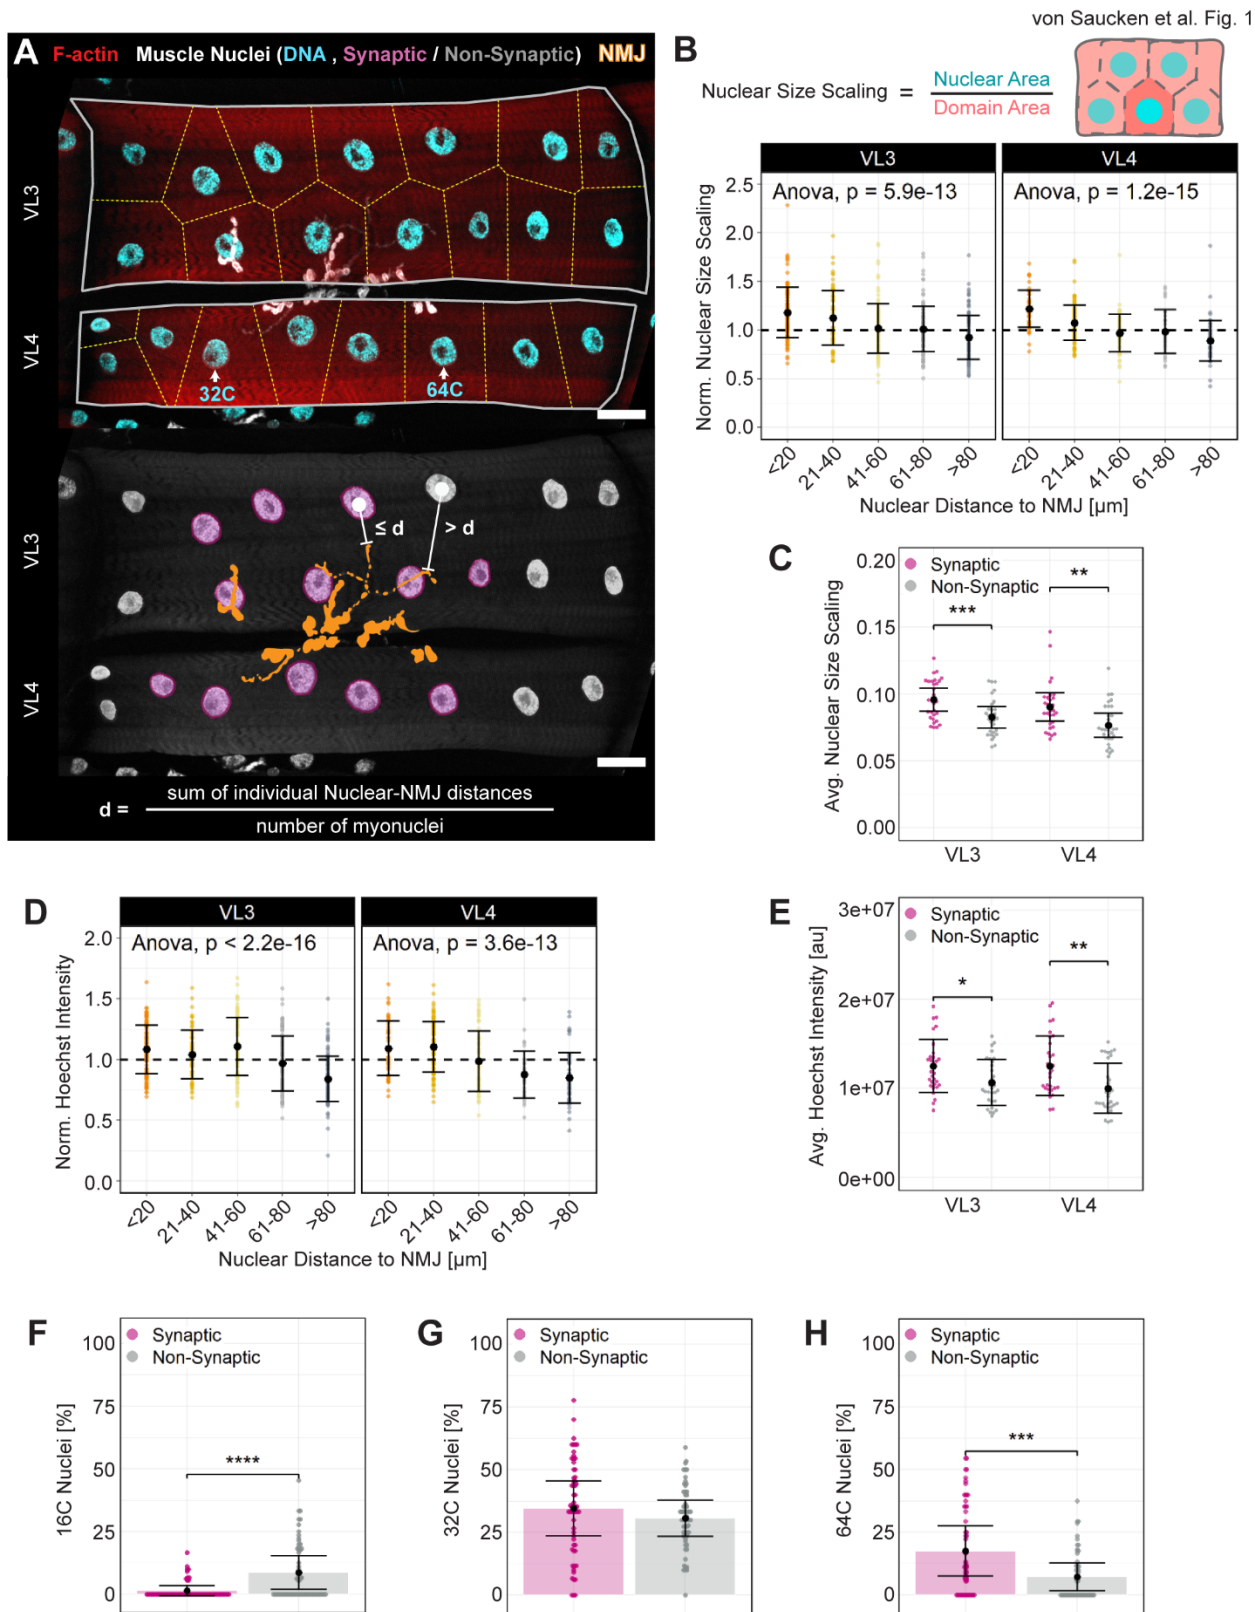 von Saucken et al. Fig. 1
A F-actin Muscle Nuclei (DNA , Synaptic / Non-Synaptic) NMJ
VL3
VL4
32C
64C
VL3
VL4
≤ d
> d
d = sum of individual Nuclear-NMJ distances
number of myonuclei
B
Nuclear Size Scaling = Nuclear Area
Domain Area
VL3
VL4
Anova, p = 5.9e-13
Anova, p = 1.2e-15
Norm. Nuclear Size Scaling
2.5
2.0
1.5
1.0
0.5
0.0
<20 21-40 41-60 61-80 >80
<20 21-40 41-60 61-80 >80
Nuclear Distance to NMJ [µm]
C
Avg. Nuclear Size Scaling
0.20
0.15
0.10
0.05
0.00
Synaptic
Non-Synaptic
***
**
VL3 VL4
D
VL3
VL4
Anova, p < 2.2e-16
Anova, p = 3.6e-13
Norm. Hoechst Intensity
2.0
1.5
1.0
0.5
0.0
<20 21-40 41-60 61-80 >80
<20 21-40 41-60 61-80 >80
Nuclear Distance to NMJ [µm]
E
Avg. Hoechst Intensity [au]
3e+07
2e+07
1e+07
0e+00
Synaptic
Non-Synaptic
*
**
VL3 VL4
F
16C Nuclei [%]
100
75
50
25
0
Synaptic
Non-Synaptic
****
G
32C Nuclei [%]
100
75
50
25
0
Synaptic
Non-Synaptic
H
64C Nuclei [%]
100
75
50
25
0
Synaptic
Non-Synaptic
***